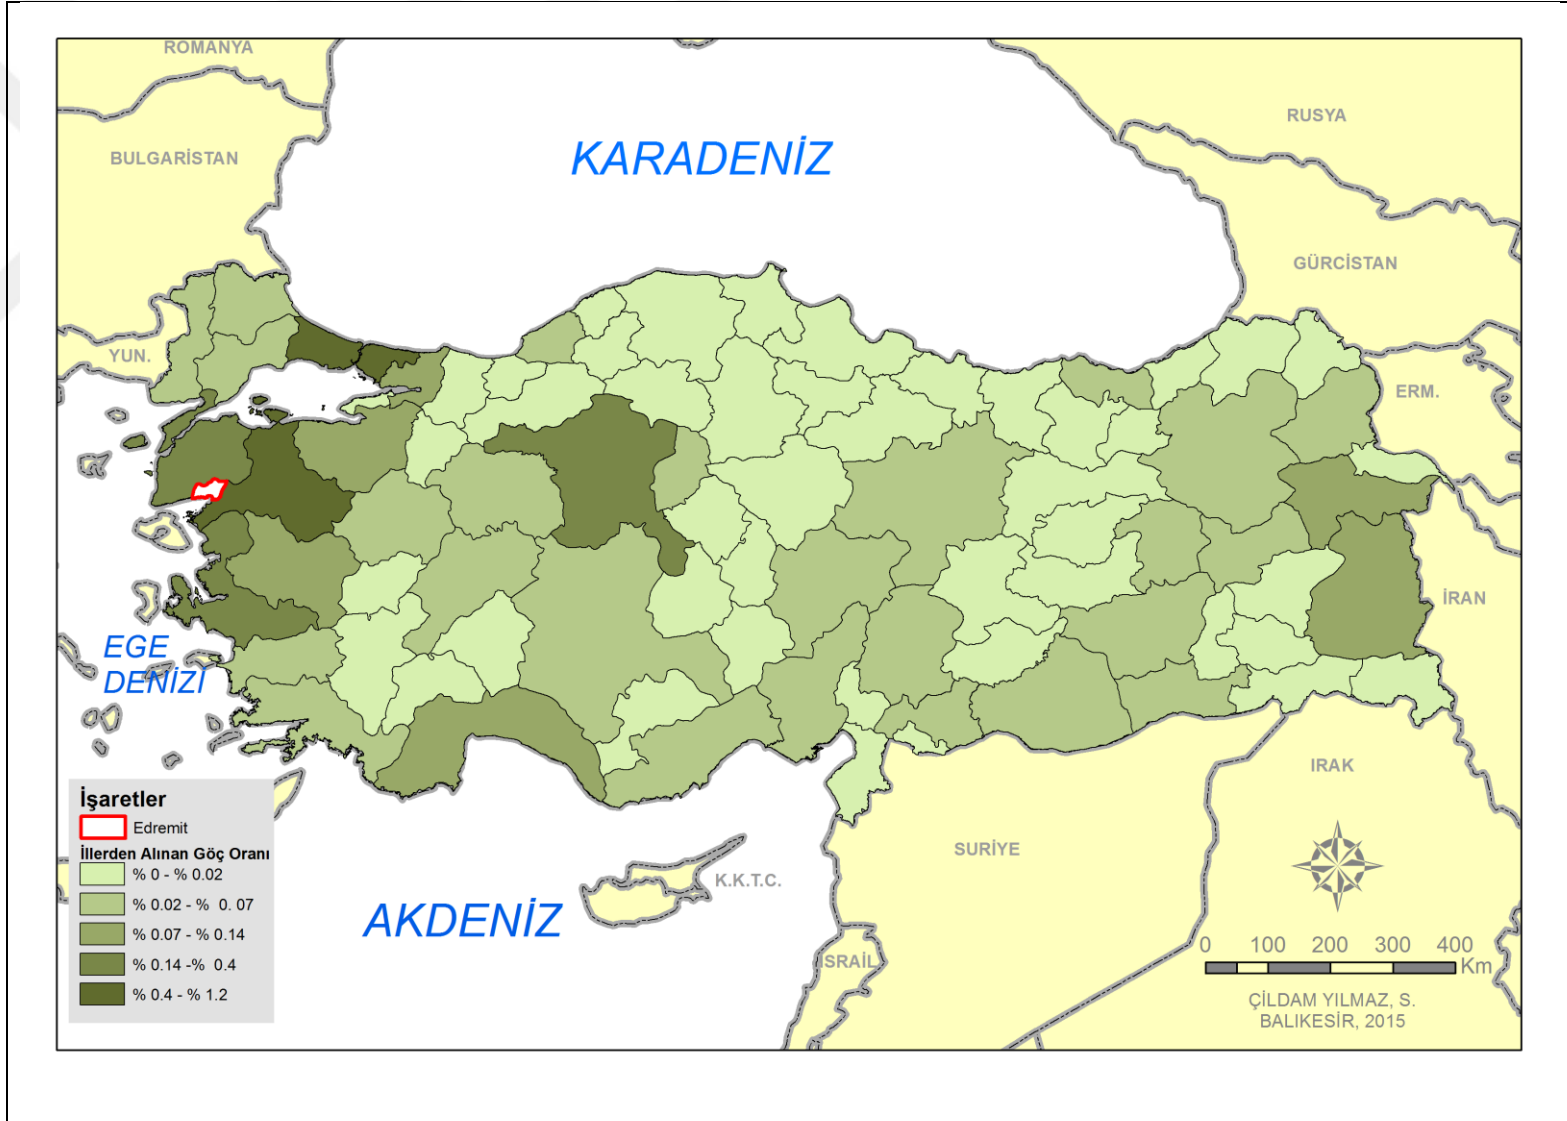 ROMANYA
RUSYA
BULGARİSTAN
KARADENİZ
GÜRCİSTAN
YUN.
ERM.
İRAN
EGE
DENİZİ
IRAK
SURİYE
K.K.T.C.
AKDENİZ
İSRAİL
İşaretler
Edremit
İllerden Alınan Göç Oranı
% 0 - % 0.02
% 0.02 - % 0. 07
% 0.07 - % 0.14
% 0.14 -% 0.4
% 0.4 - % 1.2
0 100 200 300 400
Km
ÇİLDAM YILMAZ, S.
BALIKESİR, 2015